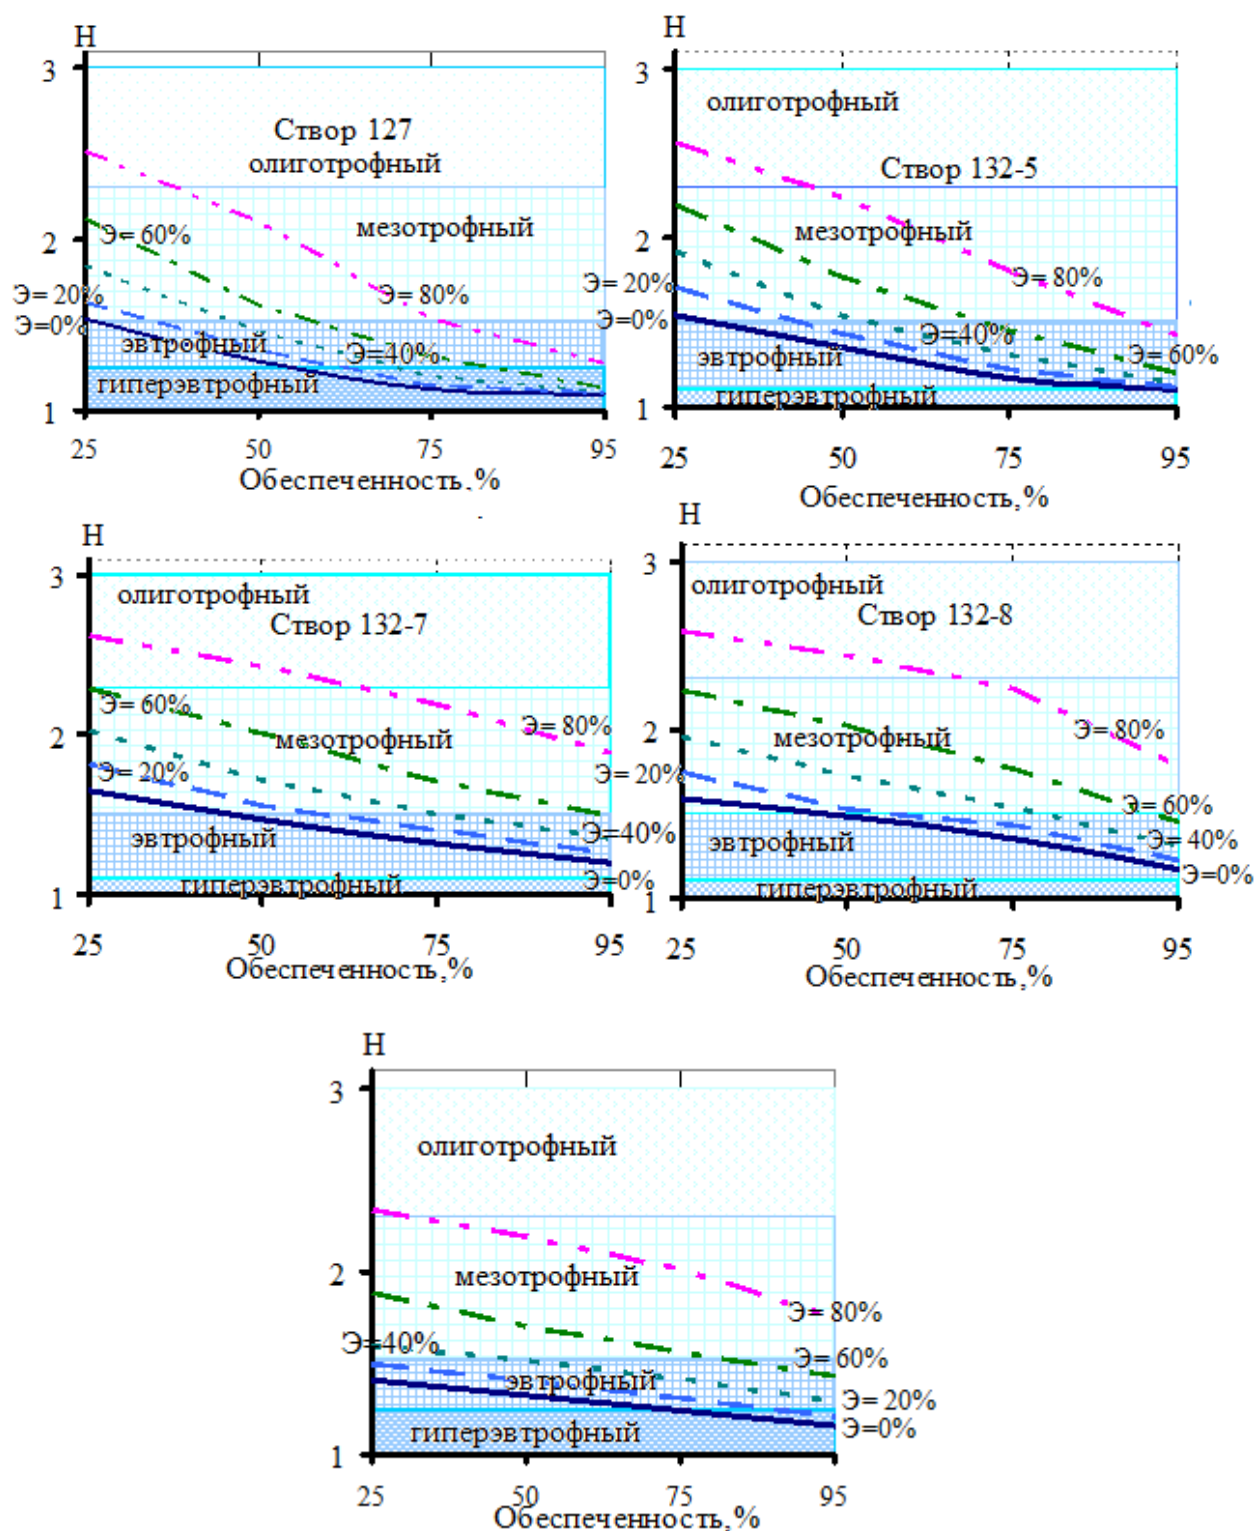 Н
3
Створ 127
олиготрофный
мезотрофный
2
Э= 60%
Э= 20%
Э= 80%
Э=0%
эвтрофный
Э=40%
гиперэвтрофный
1
25
50
75
95
Обеспеченность,%
Н
3
олиготрофный
Створ 132-5
2
мезотрофный
Э= 20%
Э= 80%
Э=0%
Э=40%
эвтрофный
Э= 60%
гиперэвтрофный
1
25
50
75
95
Обеспеченность,%
Н
3
олиготрофный
Створ 132-7
Э= 60%
2
мезотрофный
Э= 80%
Э= 20%
эвтрофный
Э=40%
гиперэвтрофный
Э=0%
1
25
50
75
95
Обеспеченность,%
Н
3
олиготрофный
Створ 132-8
2
мезотрофный
Э= 80%
Э= 20%
Э= 60%
эвтрофный
Э= 40%
гиперэвтрофный
Э=0%
1
25
50
75
95
Обеспеченность,%
Н
3
олиготрофный
2
мезотрофный
Э= 80%
Э=40%
Э= 60%
эвтрофный
Э= 20%
Э=0%
гиперэвтрофный
1
25
50
75
95
Обеспеченность,%